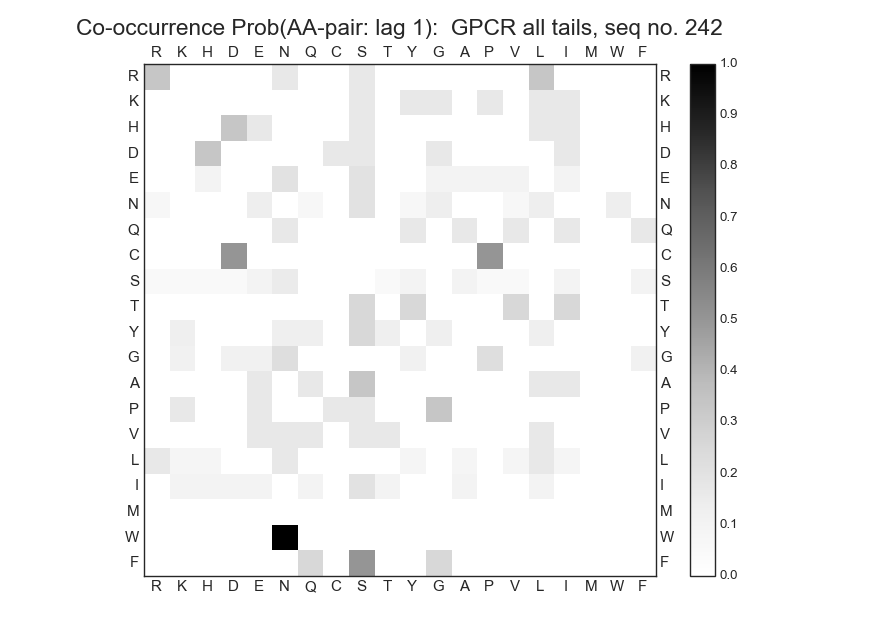 Co-occurrence Prob(AA-pair: lag 1):  GPCR all tails, seq no. 242
R K H D E N Q C S T Y G A P V L I M W F
R R 1.0
K K 0.9
H H
D D 0.8
E E
N N 0.7
Q Q 0.6
C C
S S
T T 0.5
Y Y
G G 0.4
A A
P P 0.3
V V
L L 0.2
I I
M M 0.1
W W
F F 0.0
R K H D E N Q C S T Y G A P V L I M W F